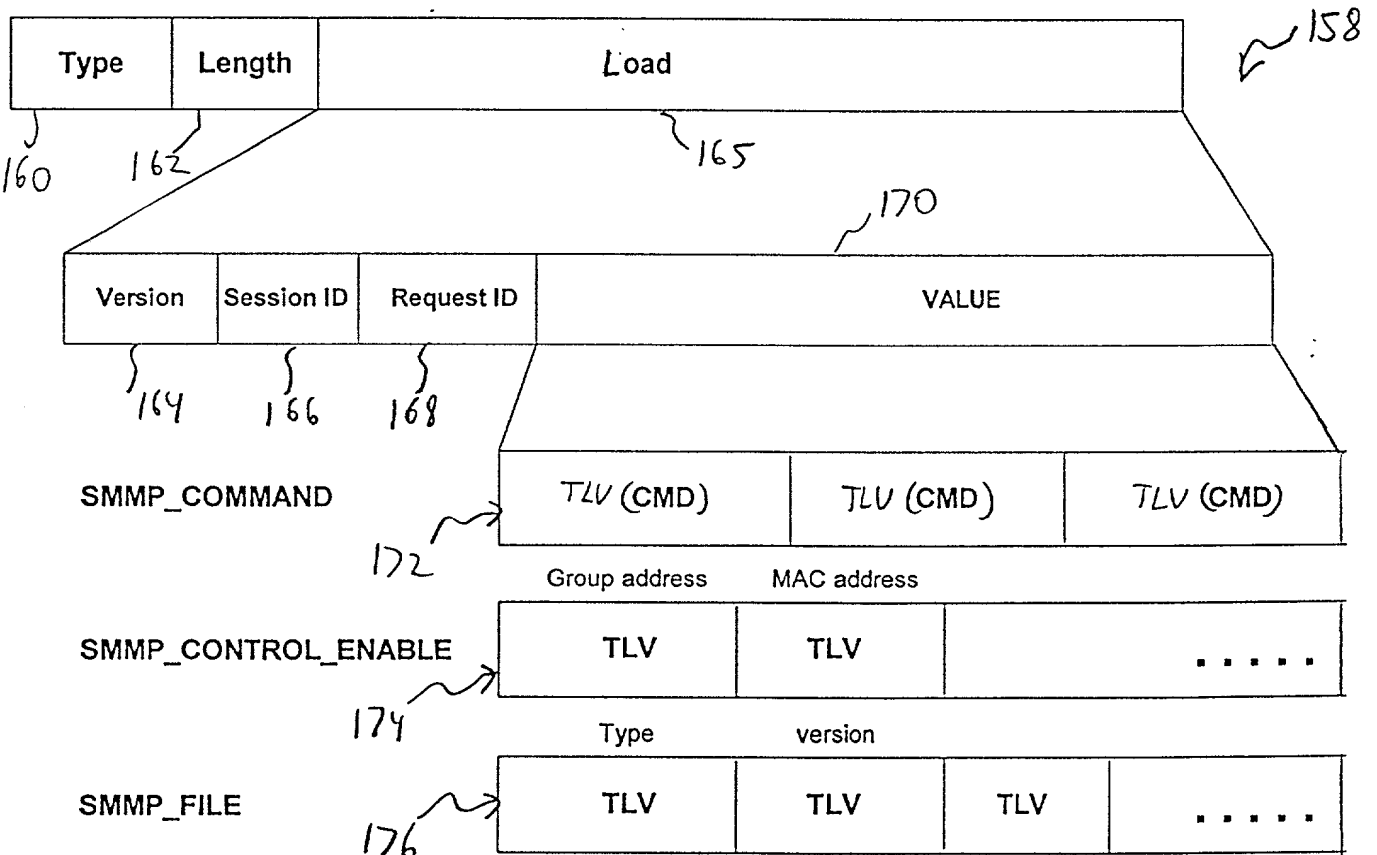 Type Length Load 158
160 162 165
170
Version Session ID Request ID VALUE
164 166 168
SMMP_COMMAND TLV (CMD) TLV (CMD) TLV (CMD)
172
Group address MAC address
SMMP_CONTROL_ENABLE TLV TLV .....
174
Type version
SMMP_FILE TLV TLV TLV .....
176